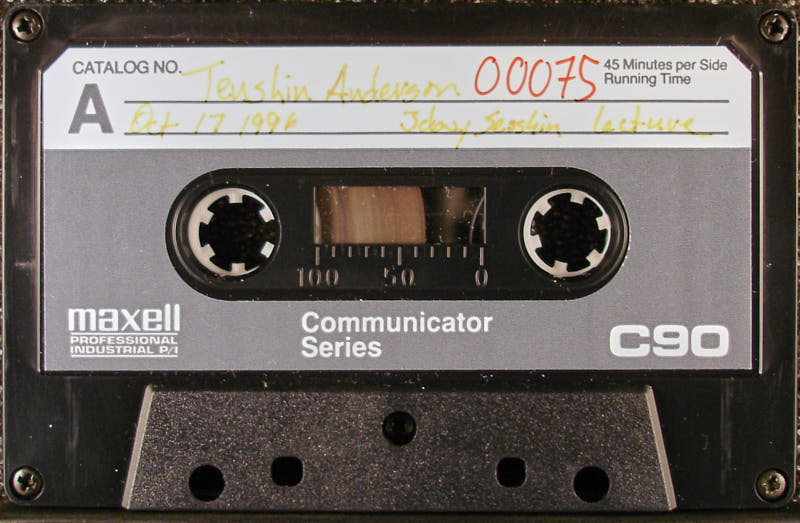 CATALOG NO. Tenshin Anderson 00075 45 Minutes per Side
Running Time
A Oct 17 1996 3day Sesshin lecture
100 50 0
maxell
PROFESSIONAL
INDUSTRIAL P/I
Communicator
Series
C90